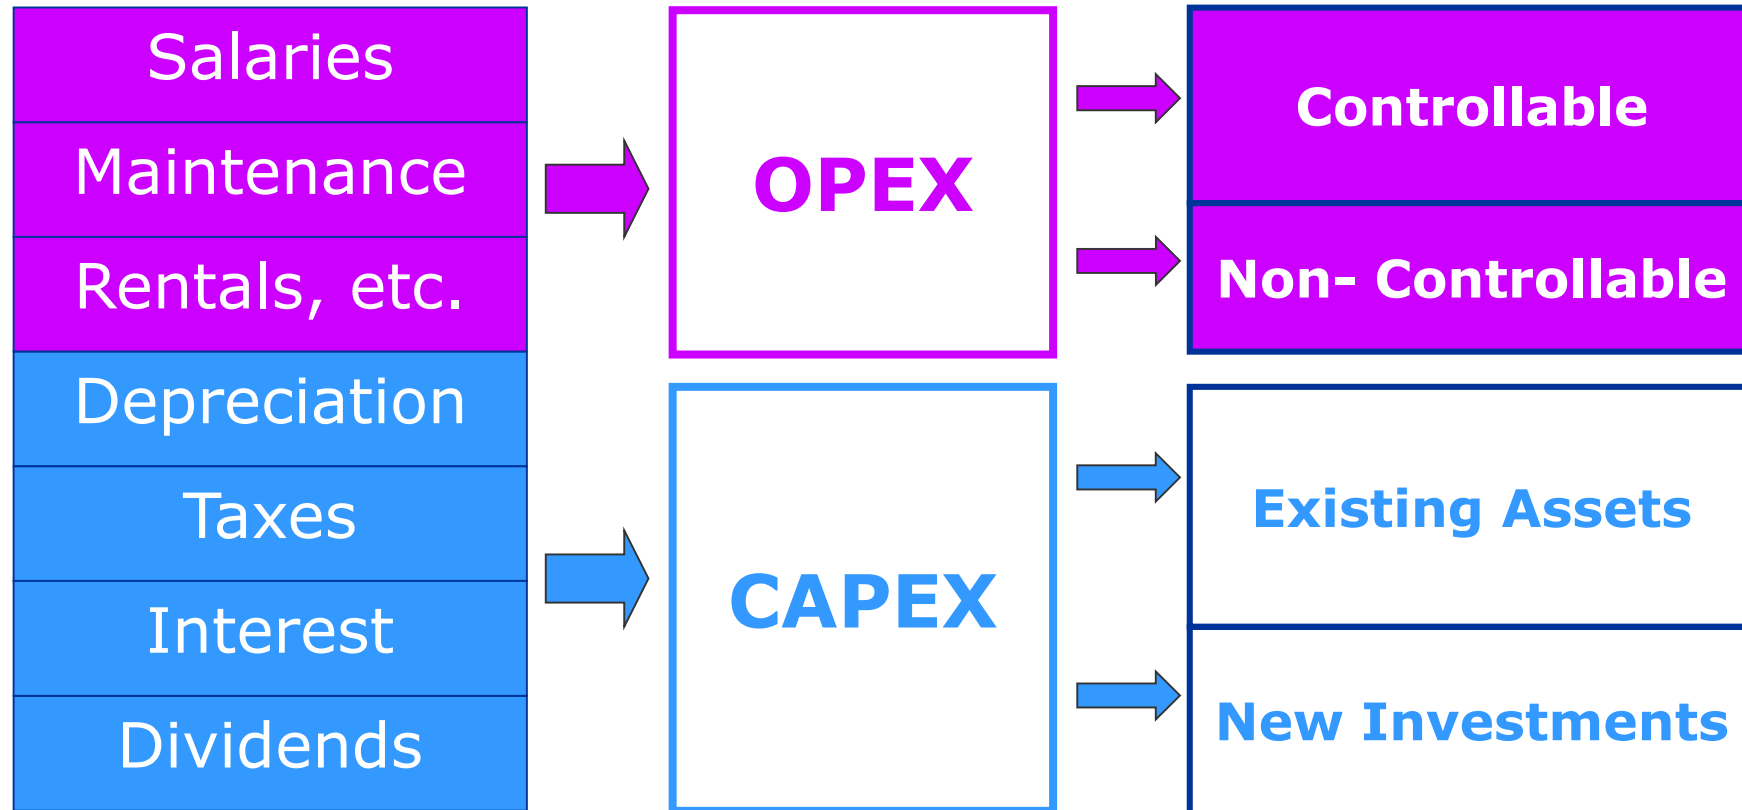 Salaries
Maintenance
Rentals, etc.
Depreciation
Taxes
Interest
Dividends
OPEX
CAPEX
Controllable
Non- Controllable
Existing Assets
New Investments